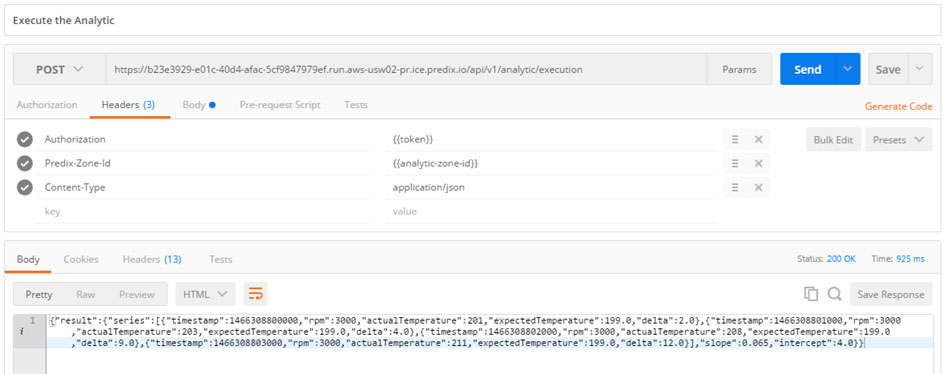 Execute the Analytic
POST https://b23e3929-e01c-40d4-afac-5cf9847979ef.run.aws-usw02-pr.ice.predix.io/api/v1/analytic/execution Params Send Save
Authorization Headers (3) Body Pre-request Script Tests Generate Code
Authorization {{token}} Bulk Edit Presets
Predix-Zone-Id {{analytic-zone-id}}
Content-Type application/json
key value
Body Cookies Headers (13) Tests Status: 200 OK Time: 925 ms
Pretty Raw Preview HTML Save Response
1 {"result":{"series":[{"timestamp":1466308800000,"rpm":3000,"actualTemperature":201,"expectedTemperature":199.0,"delta":2.0},{"timestamp":1466308801000,"rpm":3000
i ,"actualTemperature":203,"expectedTemperature":199.0,"delta":4.0},{"timestamp":1466308802000,"rpm":3000,"actualTemperature":208,"expectedTemperature":199.0
,"delta":9.0},{"timestamp":1466308803000,"rpm":3000,"actualTemperature":211,"expectedTemperature":199.0,"delta":12.0}],"slope":0.065,"intercept":4.0}}